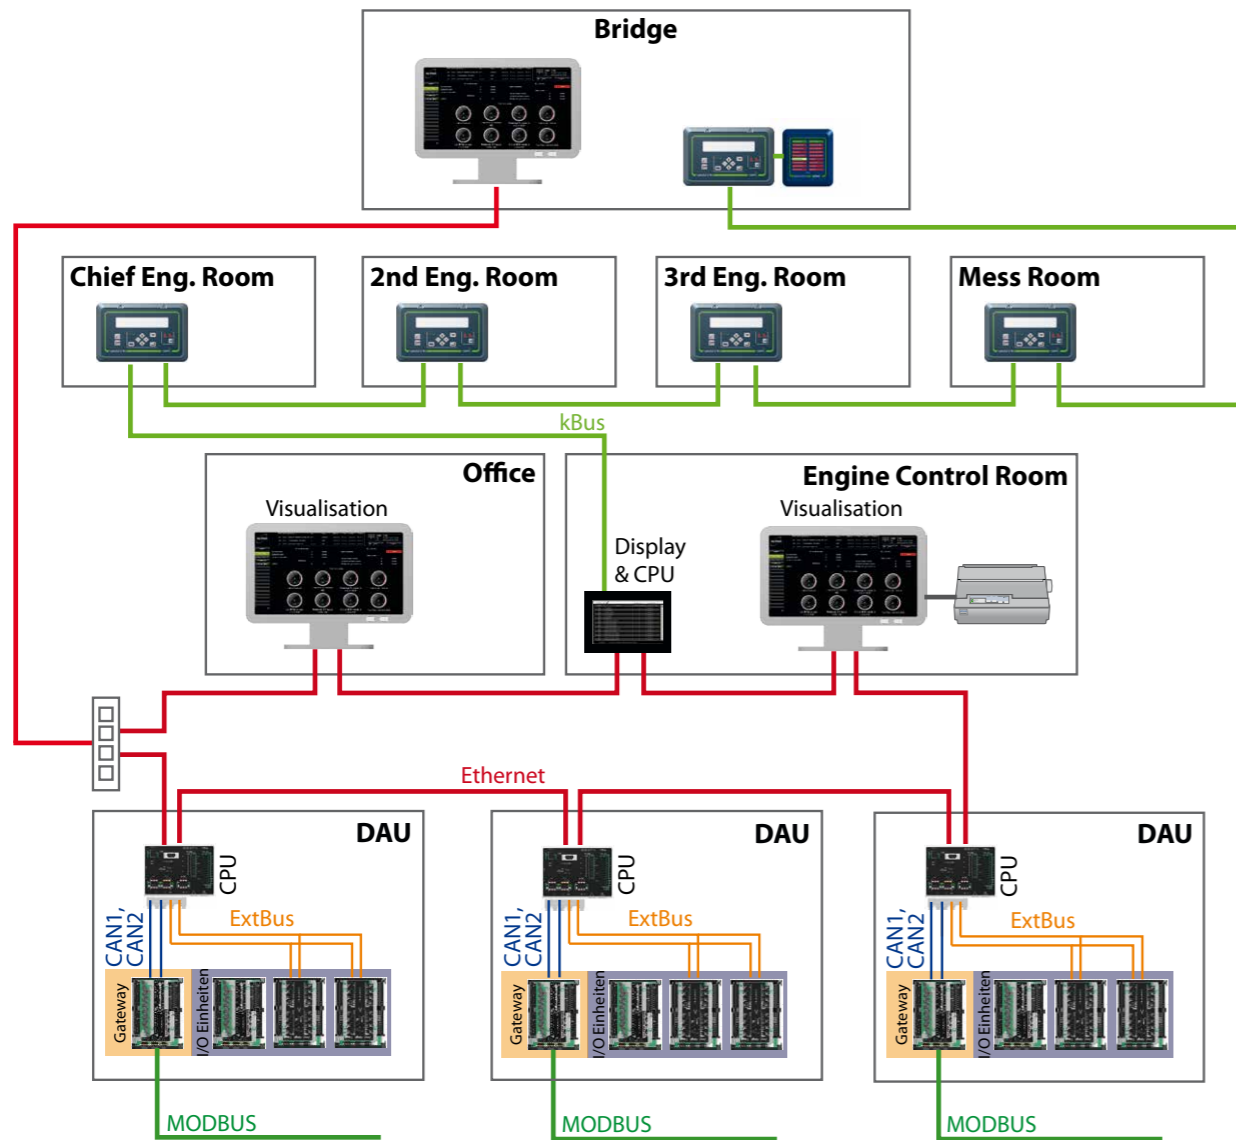 Bridge
Chief Eng. Room
2nd Eng. Room
3rd Eng. Room
Mess Room
kBus
Office
Engine Control Room
Visualisation
Visualisation
Display
& CPU
Ethernet
DAU
DAU
DAU
CPU
CPU
CPU
CAN1,
CAN2
ExtBus
CAN1,
CAN2
ExtBus
CAN1,
CAN2
ExtBus
Gateway
I/O Einheiten
Gateway
I/O Einheiten
Gateway
I/O Einheiten
MODBUS
MODBUS
MODBUS